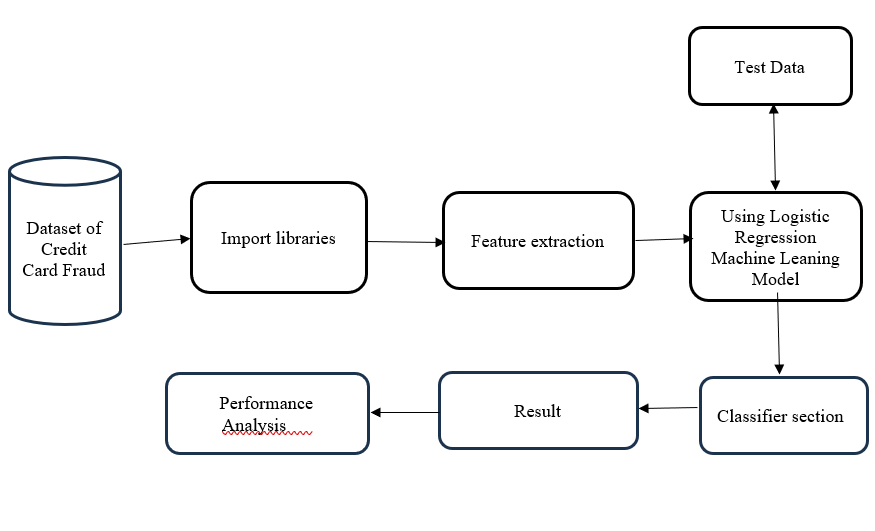 Test Data
Dataset of
Credit
Card Fraud
Import libraries
Feature extraction
Using Logistic
Regression
Machine Leaning
Model
Classifier section
Result
Performance
Analysis